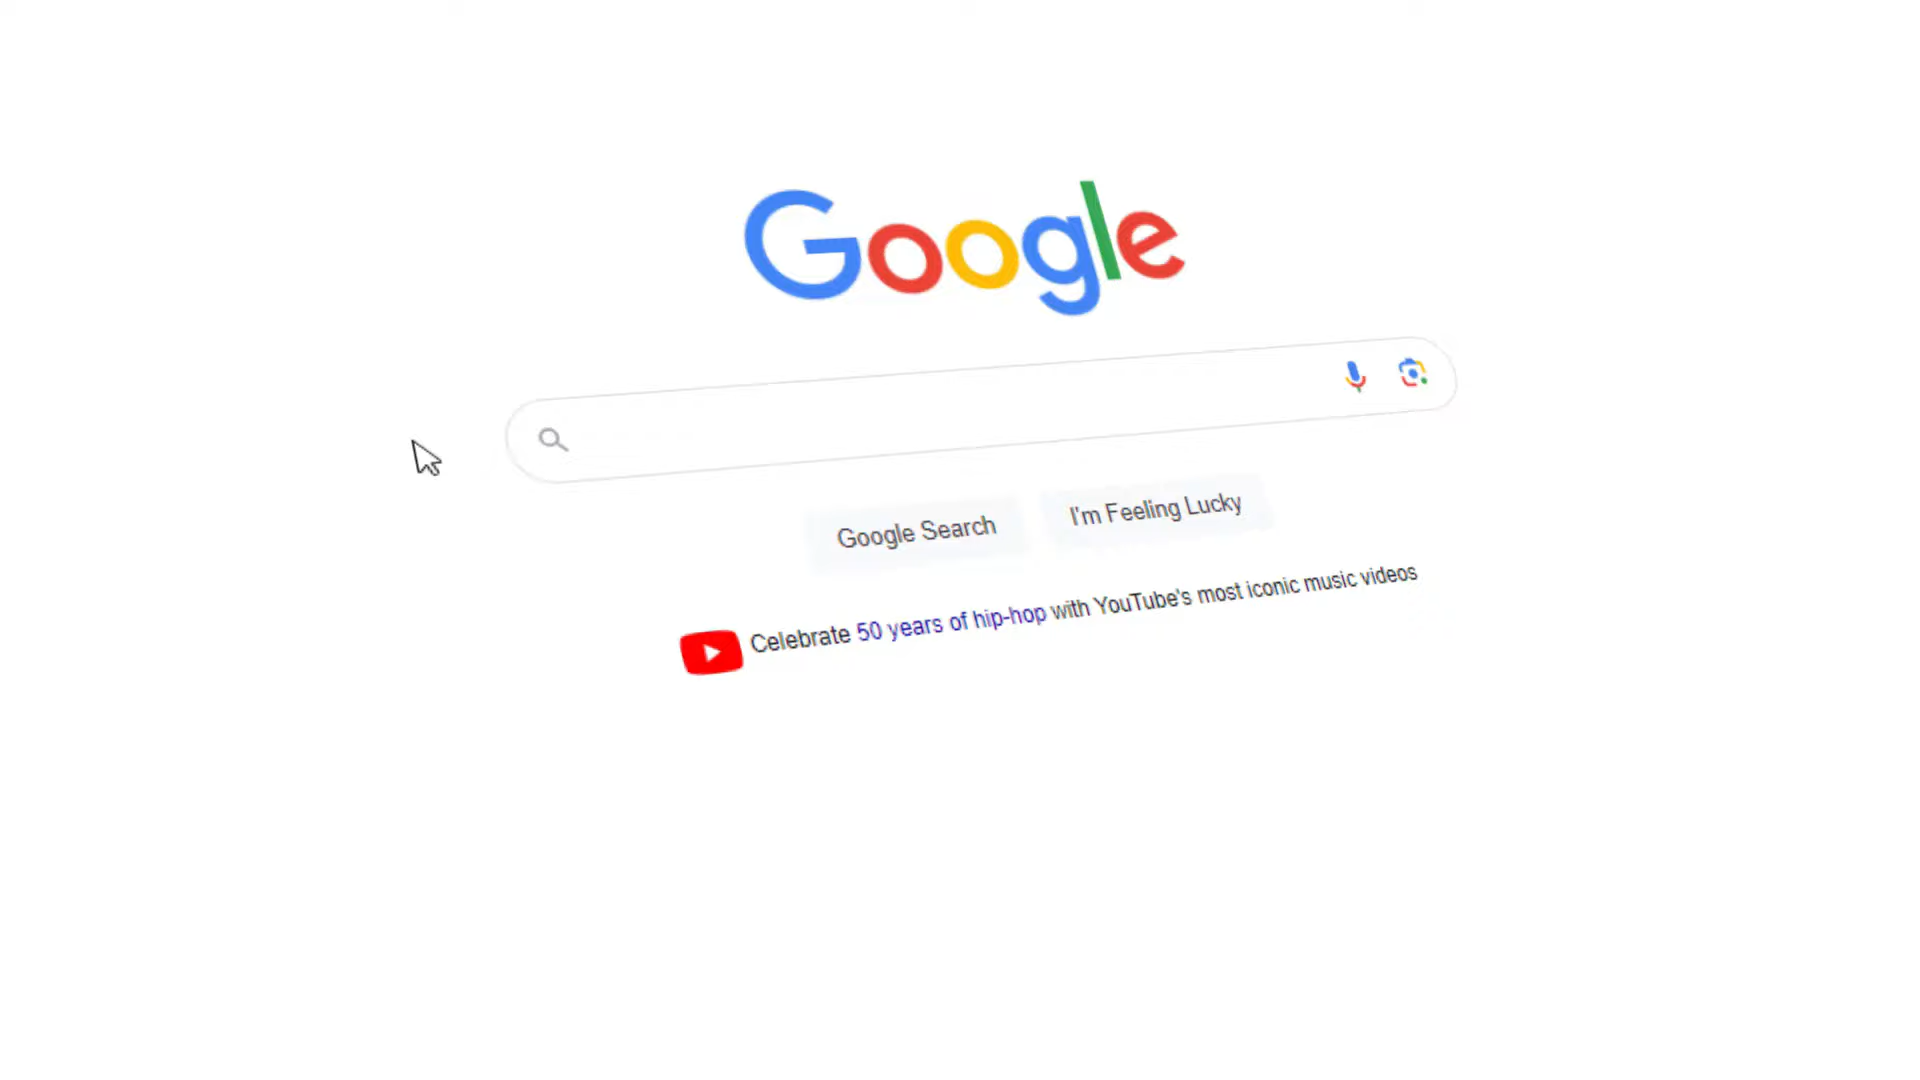 Google
Google Search
I'm Feeling Lucky
Celebrate 50 years of hip-hop with YouTube's most iconic music videos